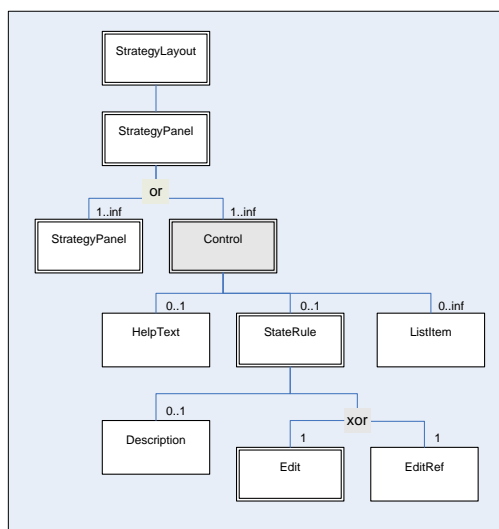 StrategyLayout
StrategyPanel
or
1..inf 1..inf
StrategyPanel Control
0..1 0..1 0..inf
HelpText StateRule ListItem
0..1 xor
Description 1 1
Edit EditRef